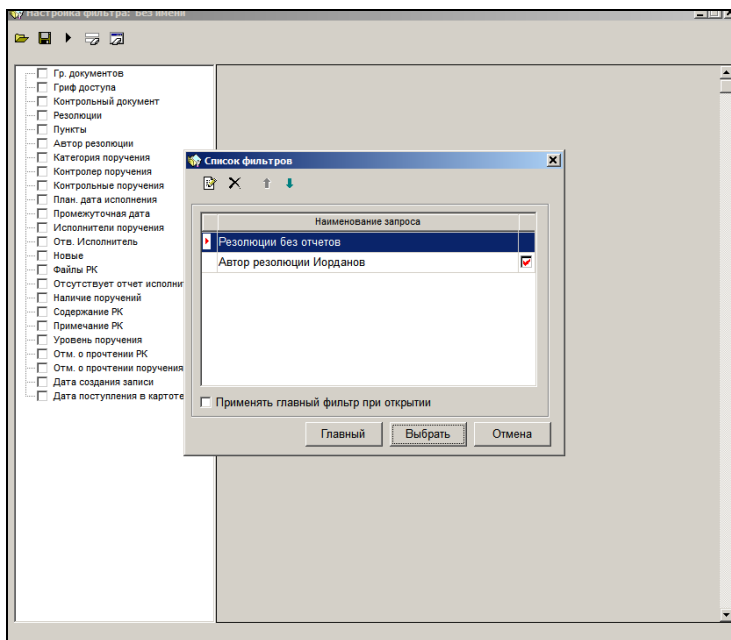 Настройка фильтра: Без имени
Гр. документов
Гриф доступа
Контрольный документ
Резолюции
Пункты
Автор резолюции
Категория поручения
Контролер поручения
Контрольные поручения
План. дата исполнения
Промежуточная дата
Исполнители поручения
Отв. Исполнитель
Новые
Файлы РК
Отсутствует отчет исполни
Наличие поручений
Содержание РК
Примечание РК
Уровень поручения
Отм. о прочтении РК
Отм. о прочтении поручения
Дата создания записи
Дата поступления в картоте
Список фильтров
Наименование запроса
Резолюции без отчетов
Автор резолюции Иорданов
Применять главный фильтр при открытии
Главный Выбрать Отмена